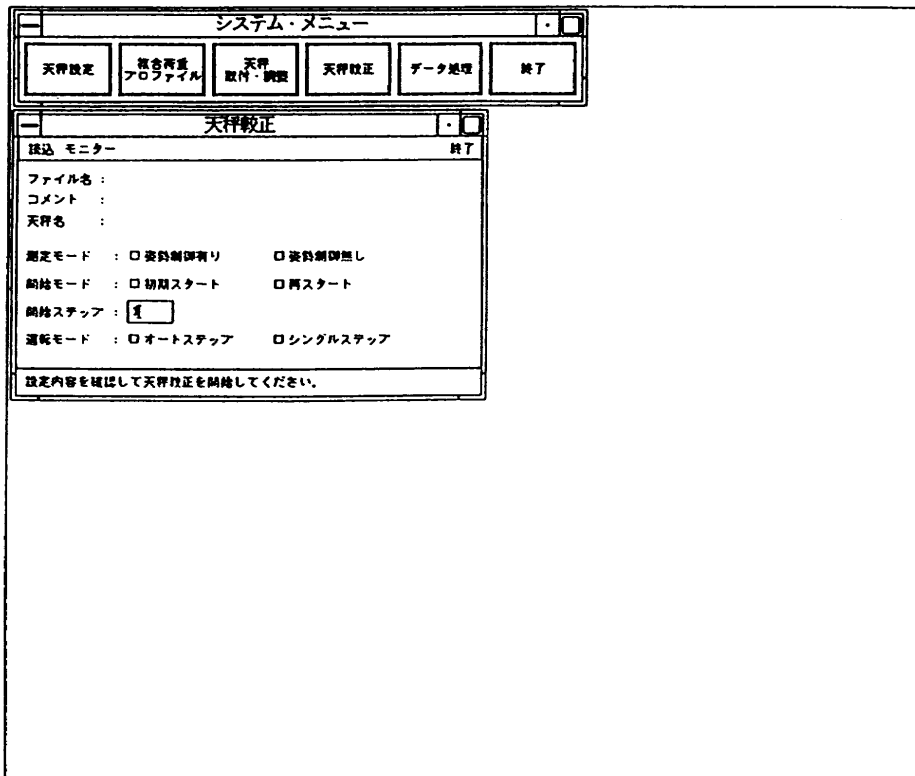 システム・メニュー
天秤設定 複合荷重プロファイル 天秤取付・調整 天秤較正 データ処理 終了
天秤較正
読込 モニター 終了
ファイル名 :
コメント :
天秤名 :
測定モード : 姿勢制御有り 姿勢制御無し
開始モード : 初期スタート 再スタート
開始ステップ : 1
運転モード : オートステップ シングルステップ
設定内容を確認して天秤較正を開始してください。